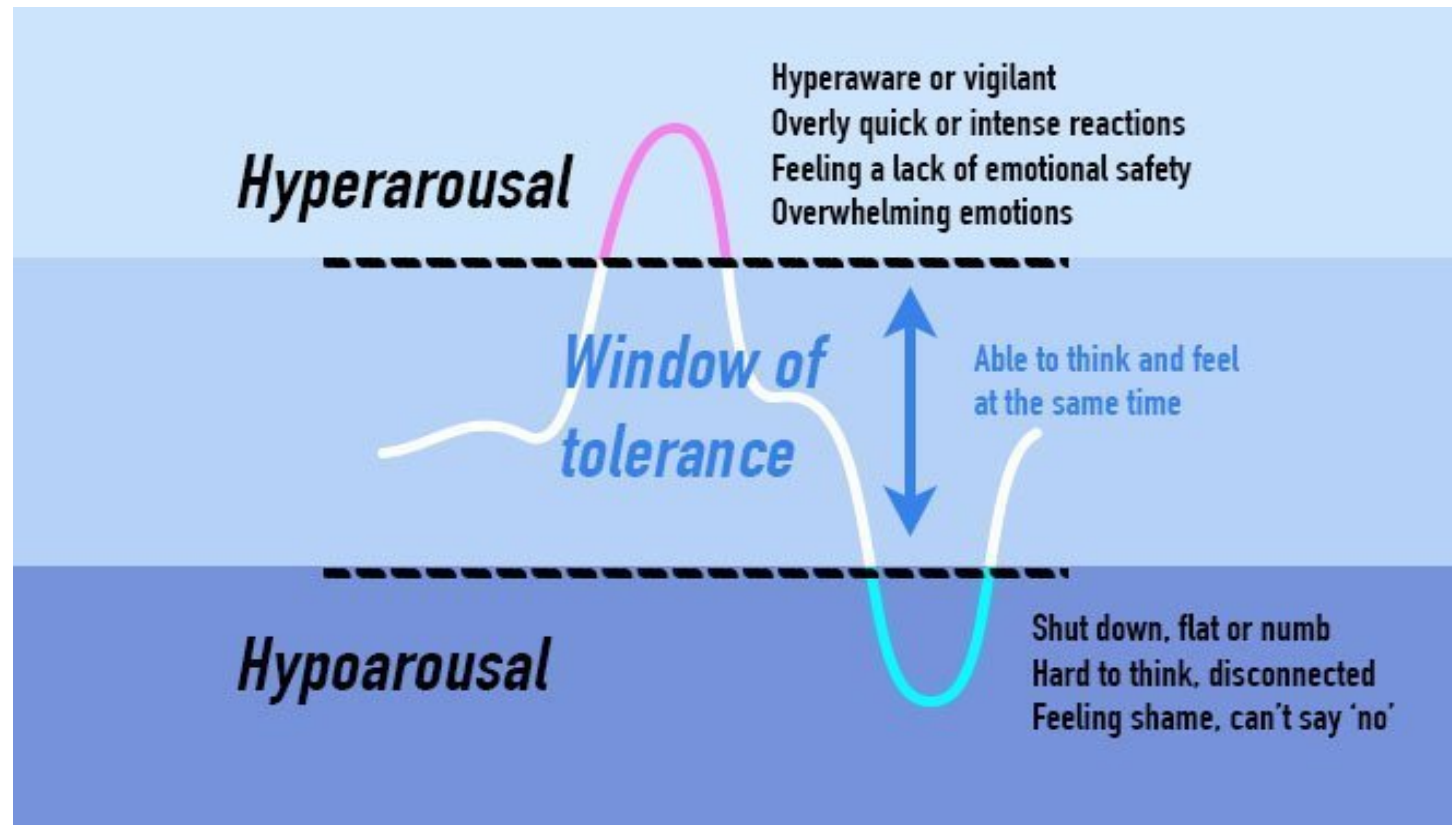 Hyperarousal
Hyperaware or vigilant
Overly quick or intense reactions
Feeling a lack of emotional safety
Overwhelming emotions
Window of
tolerance
Able to think and feel
at the same time
Hypoarousal
Shut down, flat or numb
Hard to think, disconnected
Feeling shame, can’t say ‘no’